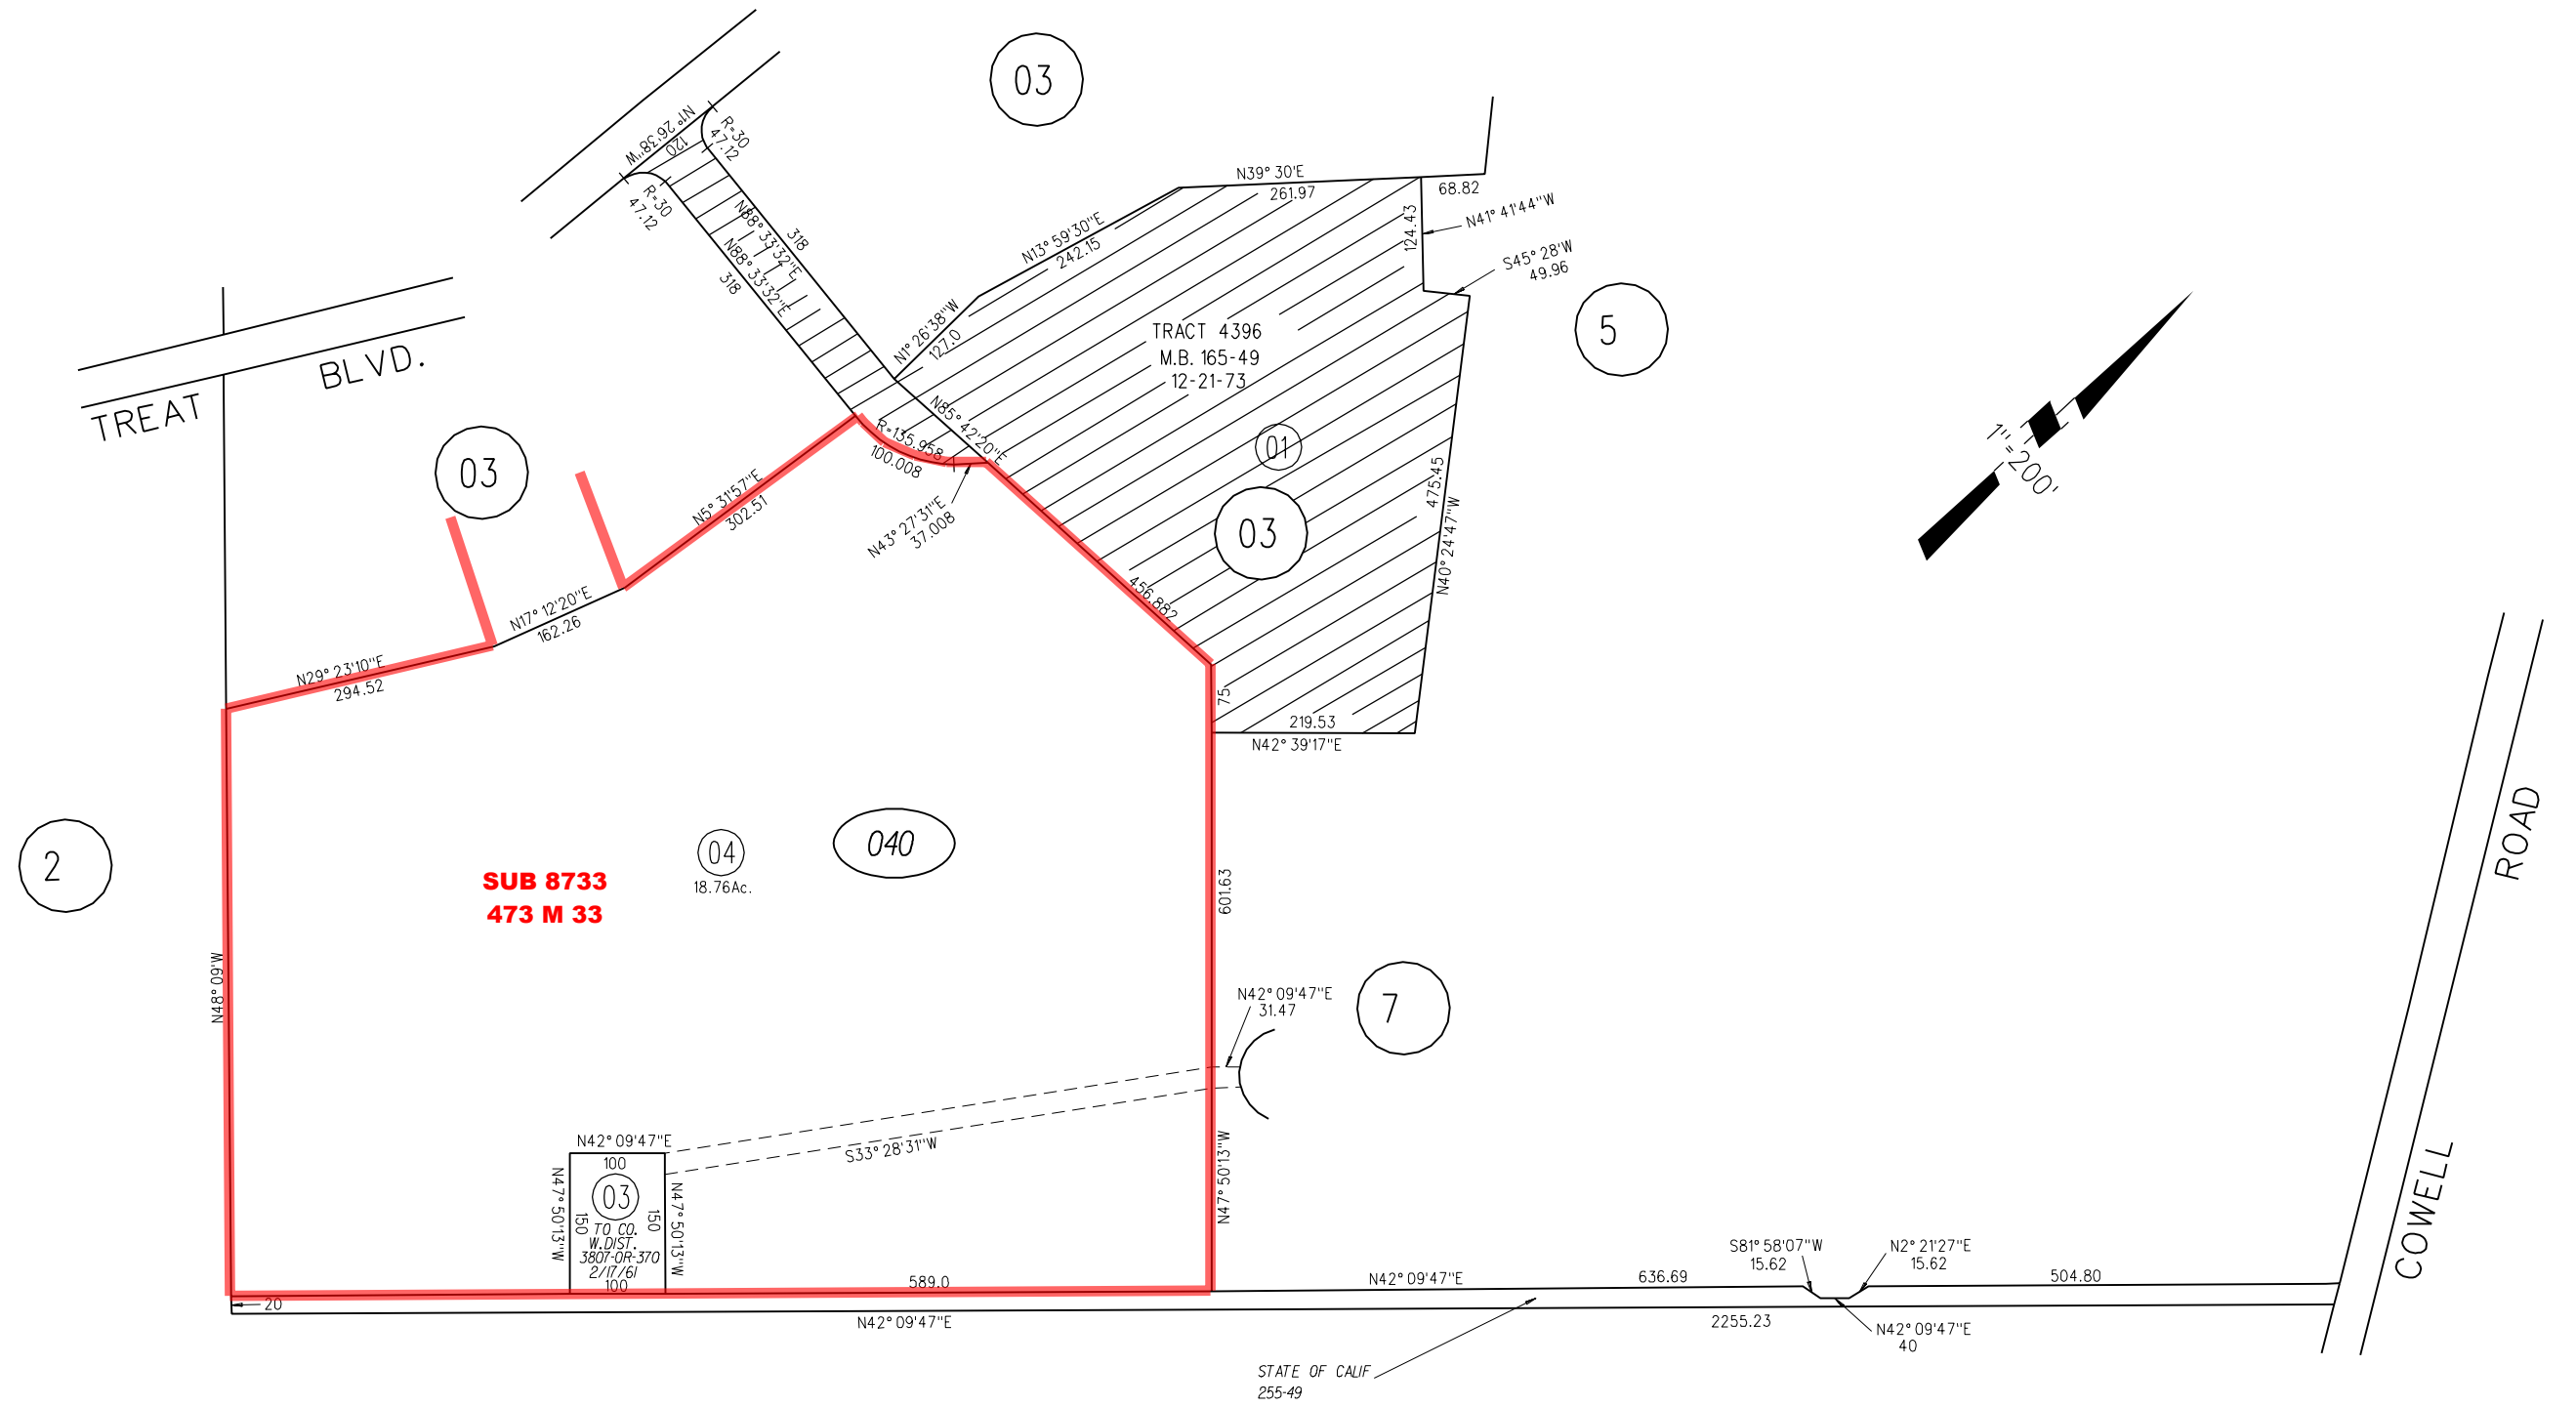 03
N1° 26'38"W
120
R=30
47.12
R=30
47.12
N88° 33'32"E
318
N88° 33'32"E
318
N39° 30'E
261.97
68.82
N41° 41'44"W
124.43
S45° 28'W
49.96
N13° 59'30"E
242.15
N1° 26'38"W
127.0
TRACT 4396
M.B. 165-49
12-21-73
5
01
03
TREAT BLVD.
03
1"=200'
N85° 42'20"E
R=135.958
100.008
N43° 27'31"E
37.008
475.45
N40° 24'47"W
N5° 31'57"E
302.51
N17° 12'20"E
162.26
N29° 23'10"E
294.52
456.882
75
219.53
N42° 39'17"E
2
04
18.76Ac.
040
SUB 8733
473 M 33
601.63
N48° 09'W
N42° 09'47"E
31.47
7
COWELL ROAD
N42° 09'47"E
100
03
TO CO.
W.DIST.
3807-OR-370
2/17/61
100
150
150
N47° 50'13"W
N47° 50'13"W
S33° 28'31"W
N47° 50'13"W
589.0
20
N42° 09'47"E
N42° 09'47"E
636.69
S81° 58'07"W
15.62
N2° 21'27"E
15.62
504.80
2255.23
N42° 09'47"E
40
STATE OF CALIF
255-49